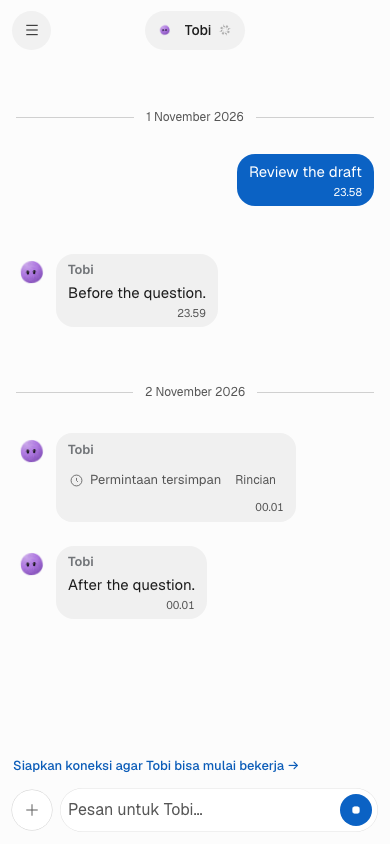 Tobi
1 November 2026
Review the draft
23.58
Tobi
Before the question.
23.59
2 November 2026
Tobi
Permintaan tersimpan Rincian
00.01
Tobi
After the question.
00.01
Siapkan koneksi agar Tobi bisa mulai bekerja →
Pesan untuk Tobi...